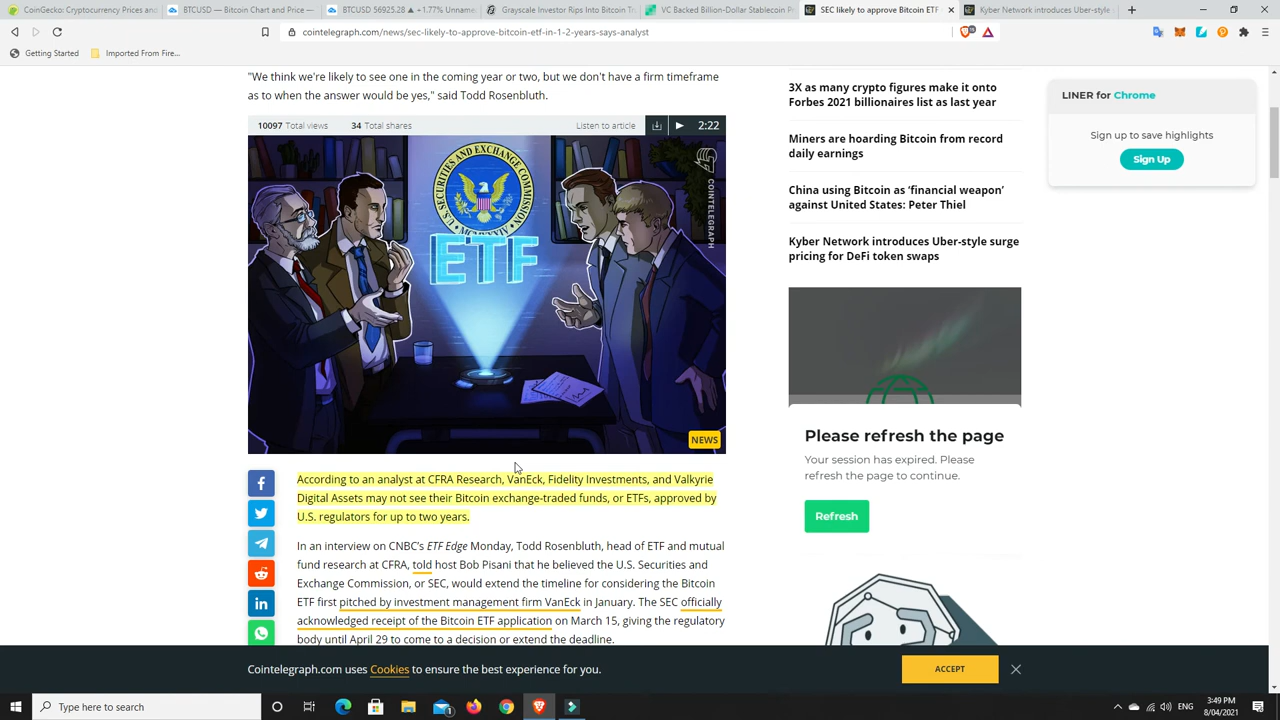 CoinGecko: Cryptocurrency Prices and
BTCUSD — Bitcoin Chart and Price —
BTCUSD 56925.28 ▲ +1.77% Unname
Grayscale Investor Rips Into Bitcoin Tr
VC Backed Billion-Dollar Stablecoin P
SEC likely to approve Bitcoin ETF
Kyber Network introduces Uber-style
cointelegraph.com/news/sec-likely-to-approve-bitcoin-etf-in-1-2-years-says-analyst
Getting Started
Imported From Fire...
"We think we're likely to see one in the coming year or two, but we don't have a firm timeframe
as to when the answer would be yes," said Todd Rosenbluth.
10097 Total views
34 Total shares
Listen to article
2:22
SECURITIES AND EXCHANGE COMMISSION
MCMXXXIV
ETF
COINTELEGRAPH
NEWS
According to an analyst at CFRA Research, VanEck, Fidelity Investments, and Valkyrie
Digital Assets may not see their Bitcoin exchange-traded funds, or ETFs, approved by
U.S. regulators for up to two years.
In an interview on CNBC's ETF Edge Monday, Todd Rosenbluth, head of ETF and mutual
fund research at CFRA, told host Bob Pisani that he believed the U.S. Securities and
Exchange Commission, or SEC, would extend the timeline for considering the Bitcoin
ETF first pitched by investment management firm VanEck in January. The SEC officially
acknowledged receipt of the Bitcoin ETF application on March 15, giving the regulatory
body until April 29 to come to a decision or extend the deadline.
3X as many crypto figures make it onto
Forbes 2021 billionaires list as last year
Miners are hoarding Bitcoin from record
daily earnings
China using Bitcoin as ‘financial weapon’
against United States: Peter Thiel
Kyber Network introduces Uber-style surge
pricing for DeFi token swaps
Please refresh the page
Your session has expired. Please
refresh the page to continue.
Refresh
LINER for Chrome
Sign up to save highlights
Sign Up
Cointelegraph.com uses Cookies to ensure the best experience for you.
ACCEPT
Type here to search
ENG
3:49 PM
8/04/2021